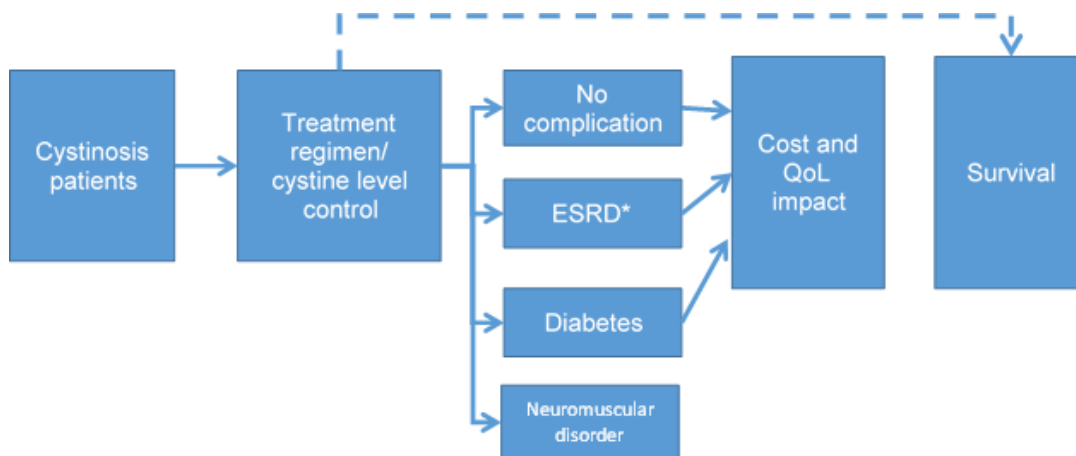 Cystinosis
patients
Treatment
regimen/
cystine level
control
No
complication
ESRD*
Diabetes
Neuromuscular
disorder
Cost and
QoL
impact
Survival